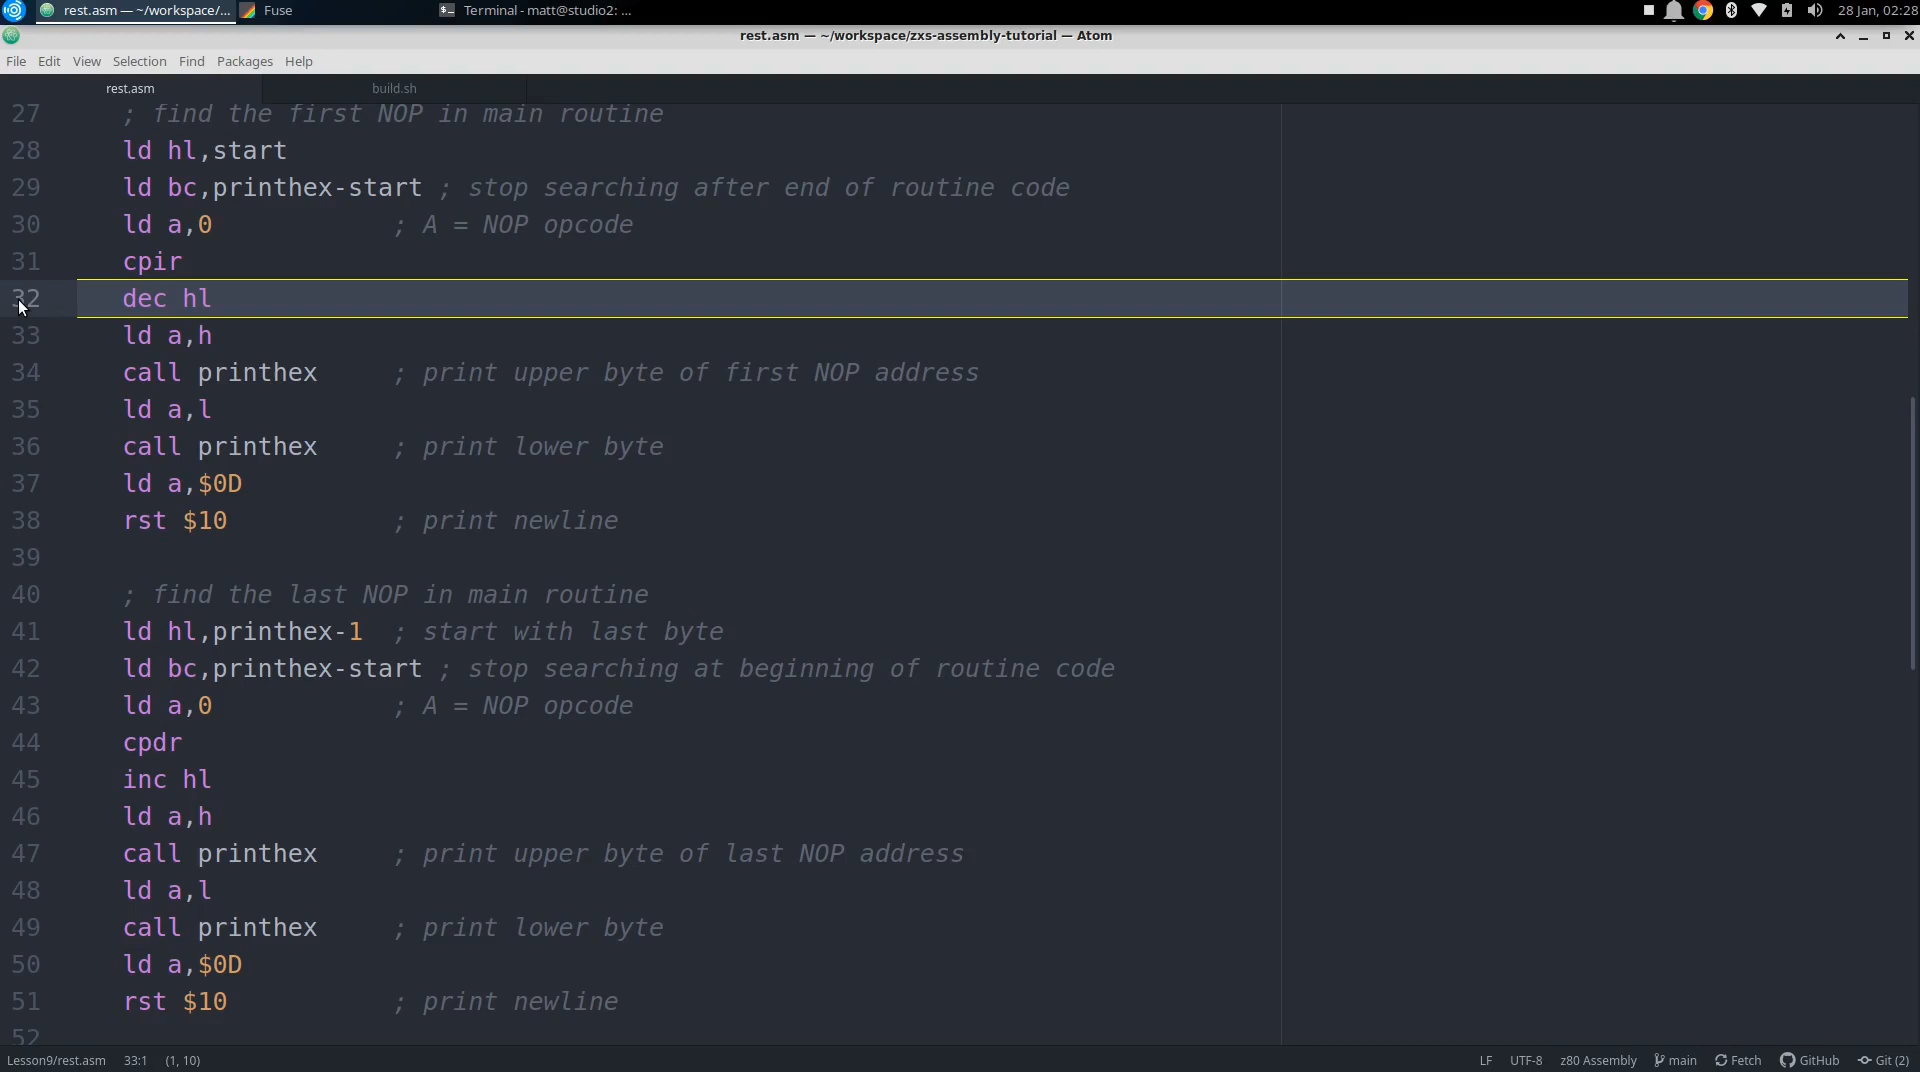 rest.asm — ~/workspace/... Fuse Terminal - matt@studio2: ... 28 Jan, 02:28
rest.asm — ~/workspace/zxs-assembly-tutorial — Atom
File Edit View Selection Find Packages Help
rest.asm build.sh
27 ; find the first NOP in main routine
28 ld hl,start
29 ld bc,printhex-start ; stop searching after end of routine code
30 ld a,0 ; A = NOP opcode
31 cpir
32 dec hl
33 ld a,h
34 call printhex ; print upper byte of first NOP address
35 ld a,l
36 call printhex ; print lower byte
37 ld a,$0D
38 rst $10 ; print newline
39
40 ; find the last NOP in main routine
41 ld hl,printhex-1 ; start with last byte
42 ld bc,printhex-start ; stop searching at beginning of routine code
43 ld a,0 ; A = NOP opcode
44 cpdr
45 inc hl
46 ld a,h
47 call printhex ; print upper byte of last NOP address
48 ld a,l
49 call printhex ; print lower byte
50 ld a,$0D
51 rst $10 ; print newline
52
Lesson9/rest.asm 33:1 (1, 10) LF UTF-8 z80 Assembly main Fetch GitHub Git (2)